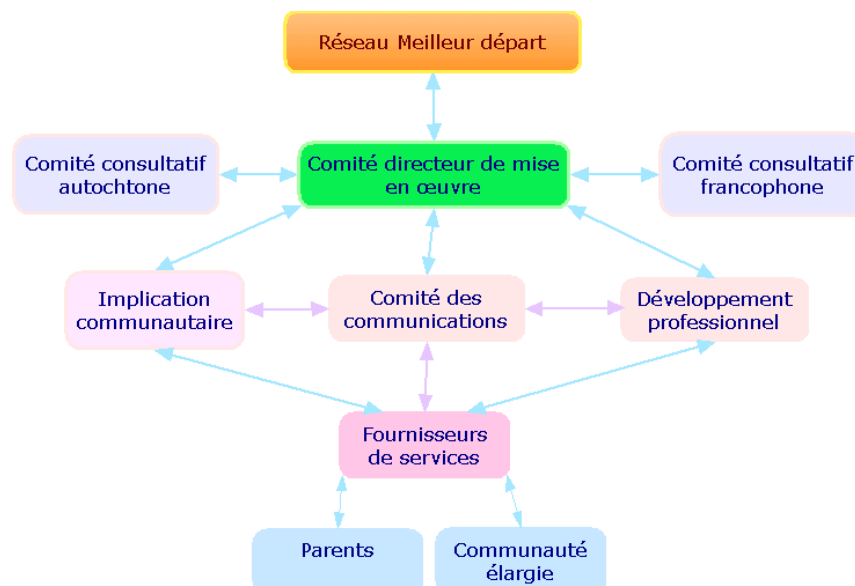 Réseau Meilleur départ
Comité consultatif
autochtone
Comité directeur de mise
en œuvre
Comité consultatif
francophone
Implication
communautaire
Comité des
communications
Développement
professionnel
Fournisseurs
de services
Parents
Communauté
élargie